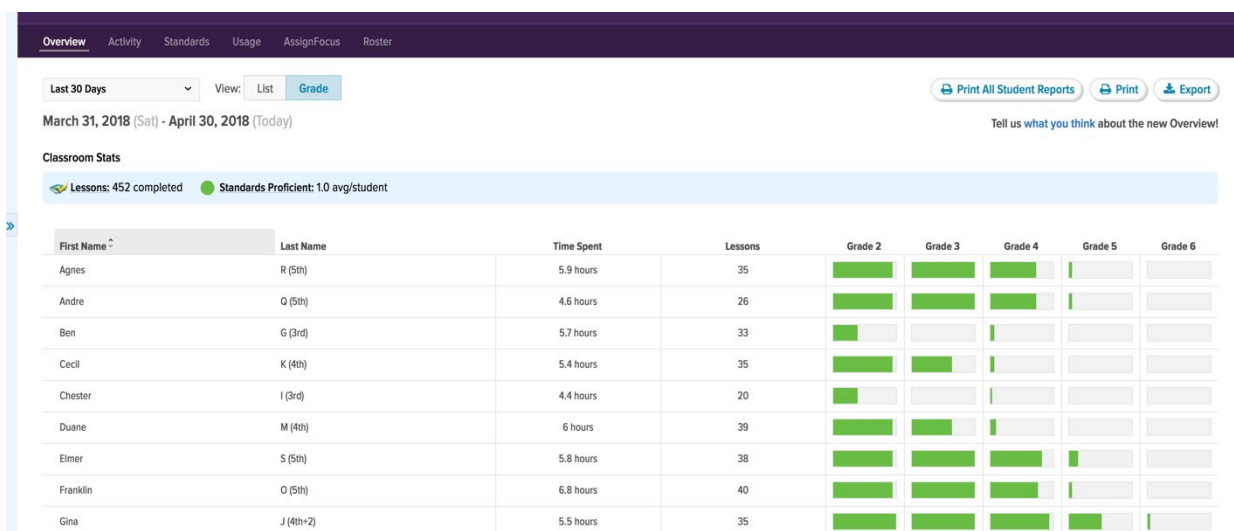 Overview Activity Standards Usage AssignFocus Roster
Last 30 Days View: List Grade Print All Student Reports Print Export
March 31, 2018 (Sat) - April 30, 2018 (Today) Tell us what you think about the new Overview!
Classroom Stats
Lessons: 452 completed Standards Proficient: 1.0 avg/student
First Name Last Name Time Spent Lessons Grade 2 Grade 3 Grade 4 Grade 5 Grade 6
Agnes R (5th) 5.9 hours 35
Andre Q (5th) 4.6 hours 26
Ben G (3rd) 5.7 hours 33
Cecil K (4th) 5.4 hours 35
Chester I (3rd) 4.4 hours 20
Duane M (4th) 6 hours 39
Elmer S (5th) 5.8 hours 38
Franklin O (5th) 6.8 hours 40
Gina J (4th+2) 5.5 hours 35